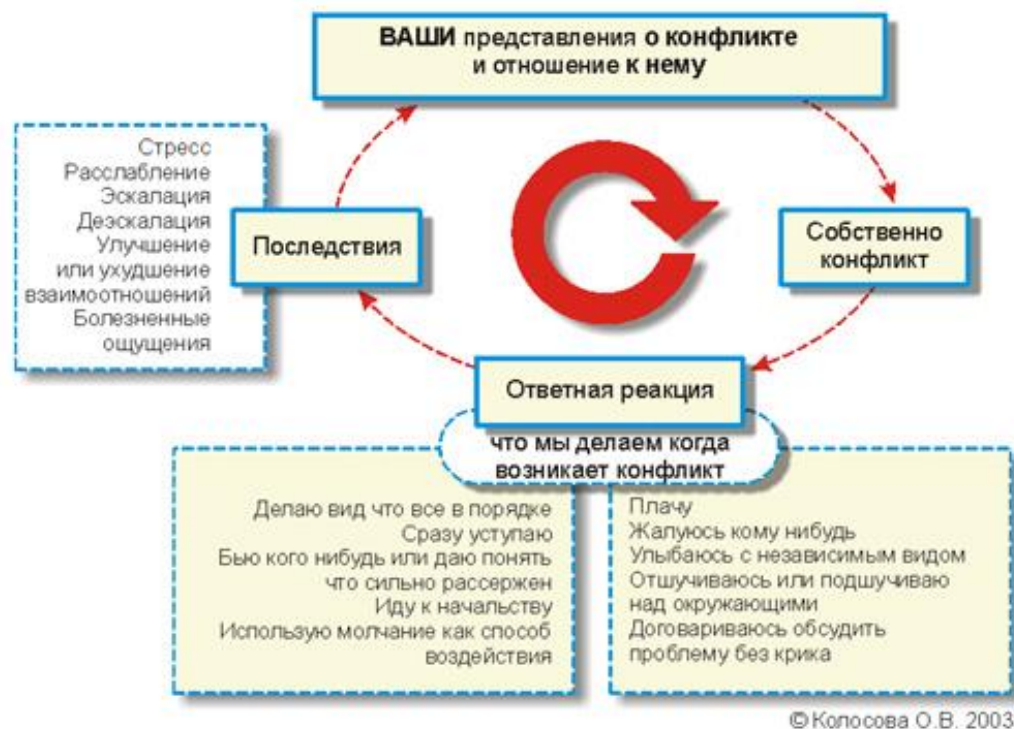 ВАШИ представления о конфликте
и отношение к нему
Стресс
Расслабление
Эскалация
Деэскалация
Улучшение
или ухудшение
взаимоотношений
Болезненные
ощущения
Последствия
Собственно
конфликт
Ответная реакция
что мы делаем когда
возникает конфликт
Делаю вид что все в порядке
Сразу уступаю
Бью кого нибудь или даю понять
что сильно рассержен
Иду к начальству
Использую молчание как способ
воздействия
Плачу
Жалуюсь кому нибудь
Улыбаюсь с независимым видом
Отшучиваюсь или подшучиваю
над окружающими
Договариваюсь обсудить
проблему без крика
© Колосова О.В. 2003